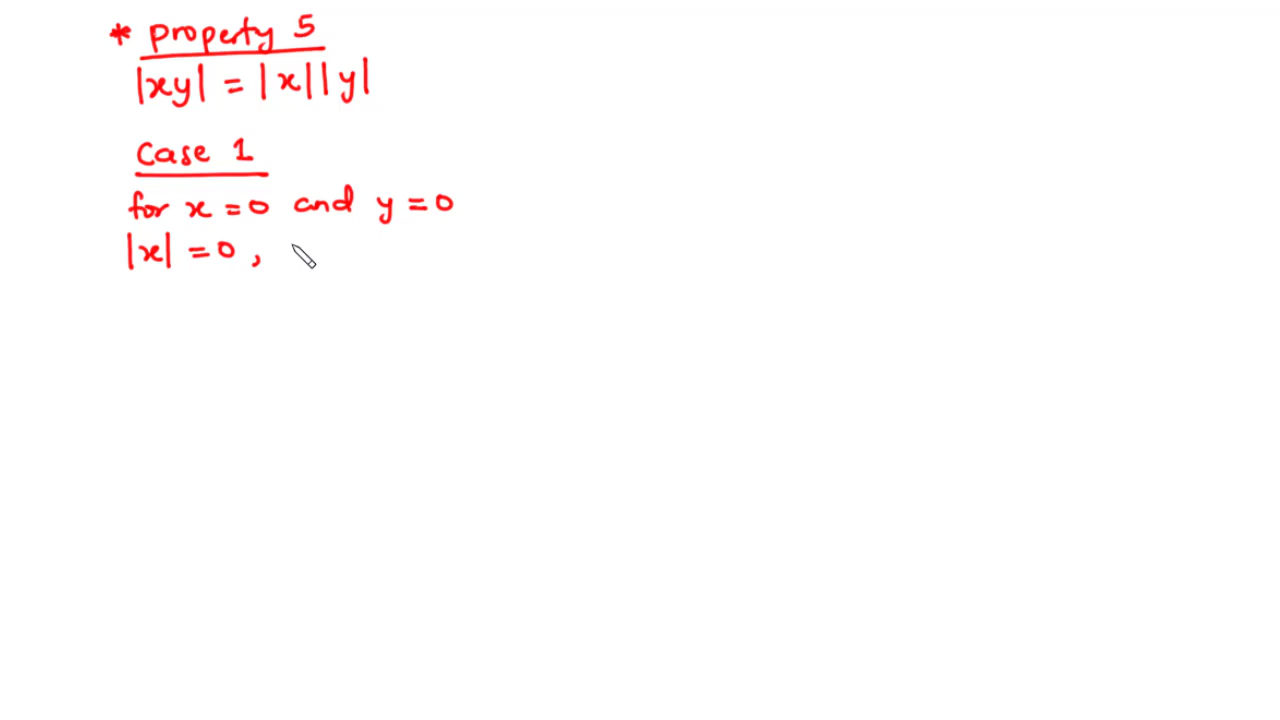 * property 5
|xy| = |x||y|
Case 1
for x = 0 and y = 0
|x| = 0 ,